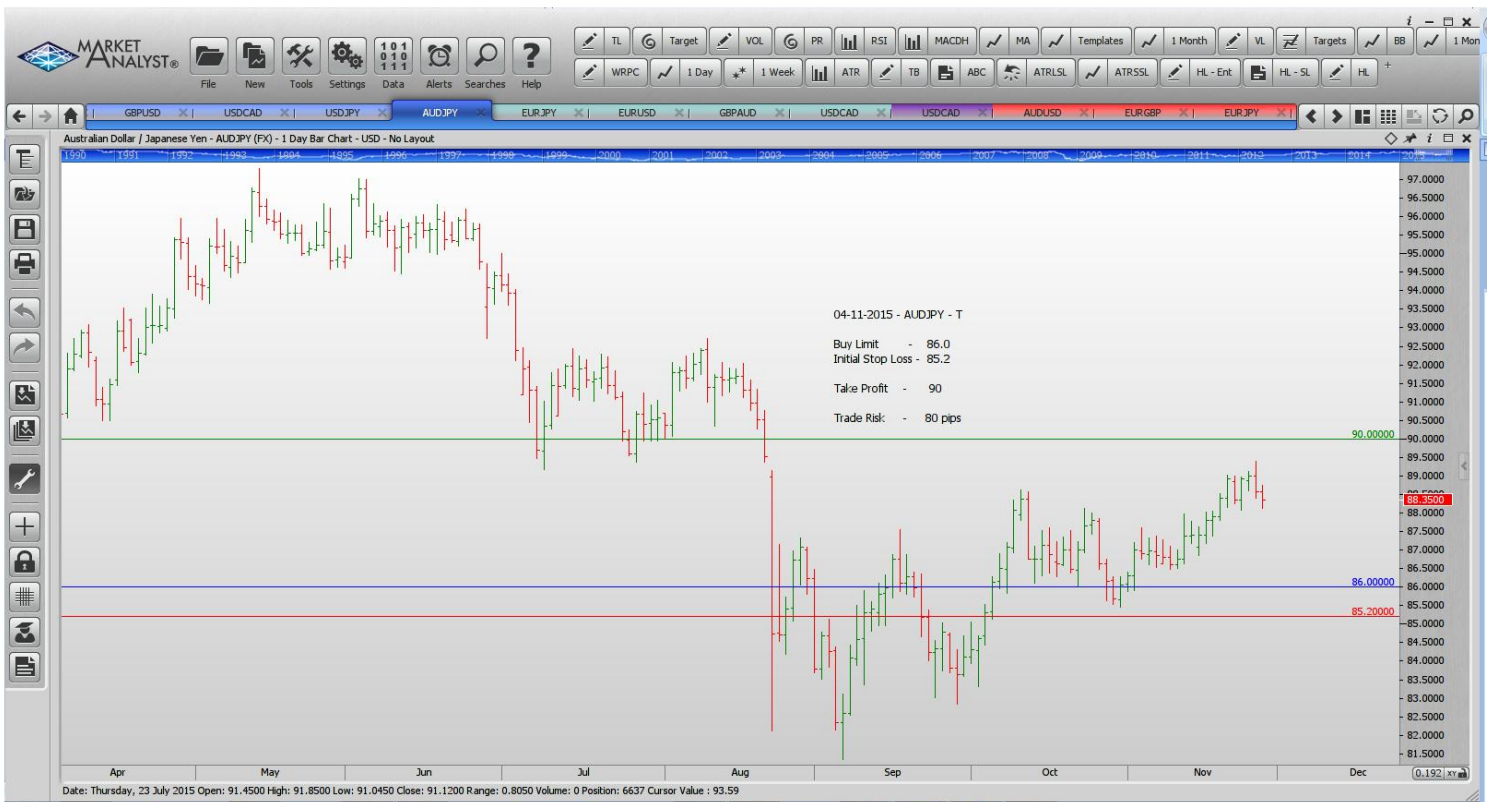 MARKET
ANALYST®
File New Tools Settings Data Alerts Searches Help
TL Target VOL PR RSI MACDH MA Templates 1 Month VL Targets BB 1 Mon
WRPC 1 Day 1 Week ATR TB ABC ATRLSL ATRSSL HL - Ent HL - SL HL
GBPUSD USDCAD USDJPY AUDJPY EURJPY EURUSD GBPAUD USDCAD USDCAD AUDUSD EURGBP EURJPY
Australian Dollar / Japanese Yen - AUDJPY (FX) - 1 Day Bar Chart - USD - No Layout
1990 1991 1992 1993 1994 1995 1996 1997 1998 1999 2000 2001 2002 2003 2004 2005 2006 2007 2008 2009 2010 2011 2012 2013 2014 2015
97.0000
96.5000
96.0000
95.5000
95.0000
94.5000
94.0000
93.5000
93.0000
92.5000
92.0000
91.5000
91.0000
90.5000
90.0000
89.5000
89.0000
88.3500
88.0000
87.5000
87.0000
86.5000
86.0000
85.5000
85.0000
84.5000
84.0000
83.5000
83.0000
82.5000
82.0000
81.5000
04-11-2015 - AUDJPY - T
Buy Limit - 86.0
Initial Stop Loss - 85.2
Take Profit - 90
Trade Risk - 80 pips
90.00000
86.00000
85.20000
Apr May Jun Jul Aug Sep Oct Nov Dec
0.192 XY
Date: Thursday, 23 July 2015 Open: 91.4500 High: 91.8500 Low: 91.0450 Close: 91.1200 Range: 0.8050 Volume: 0 Position: 6637 Cursor Value : 93.59